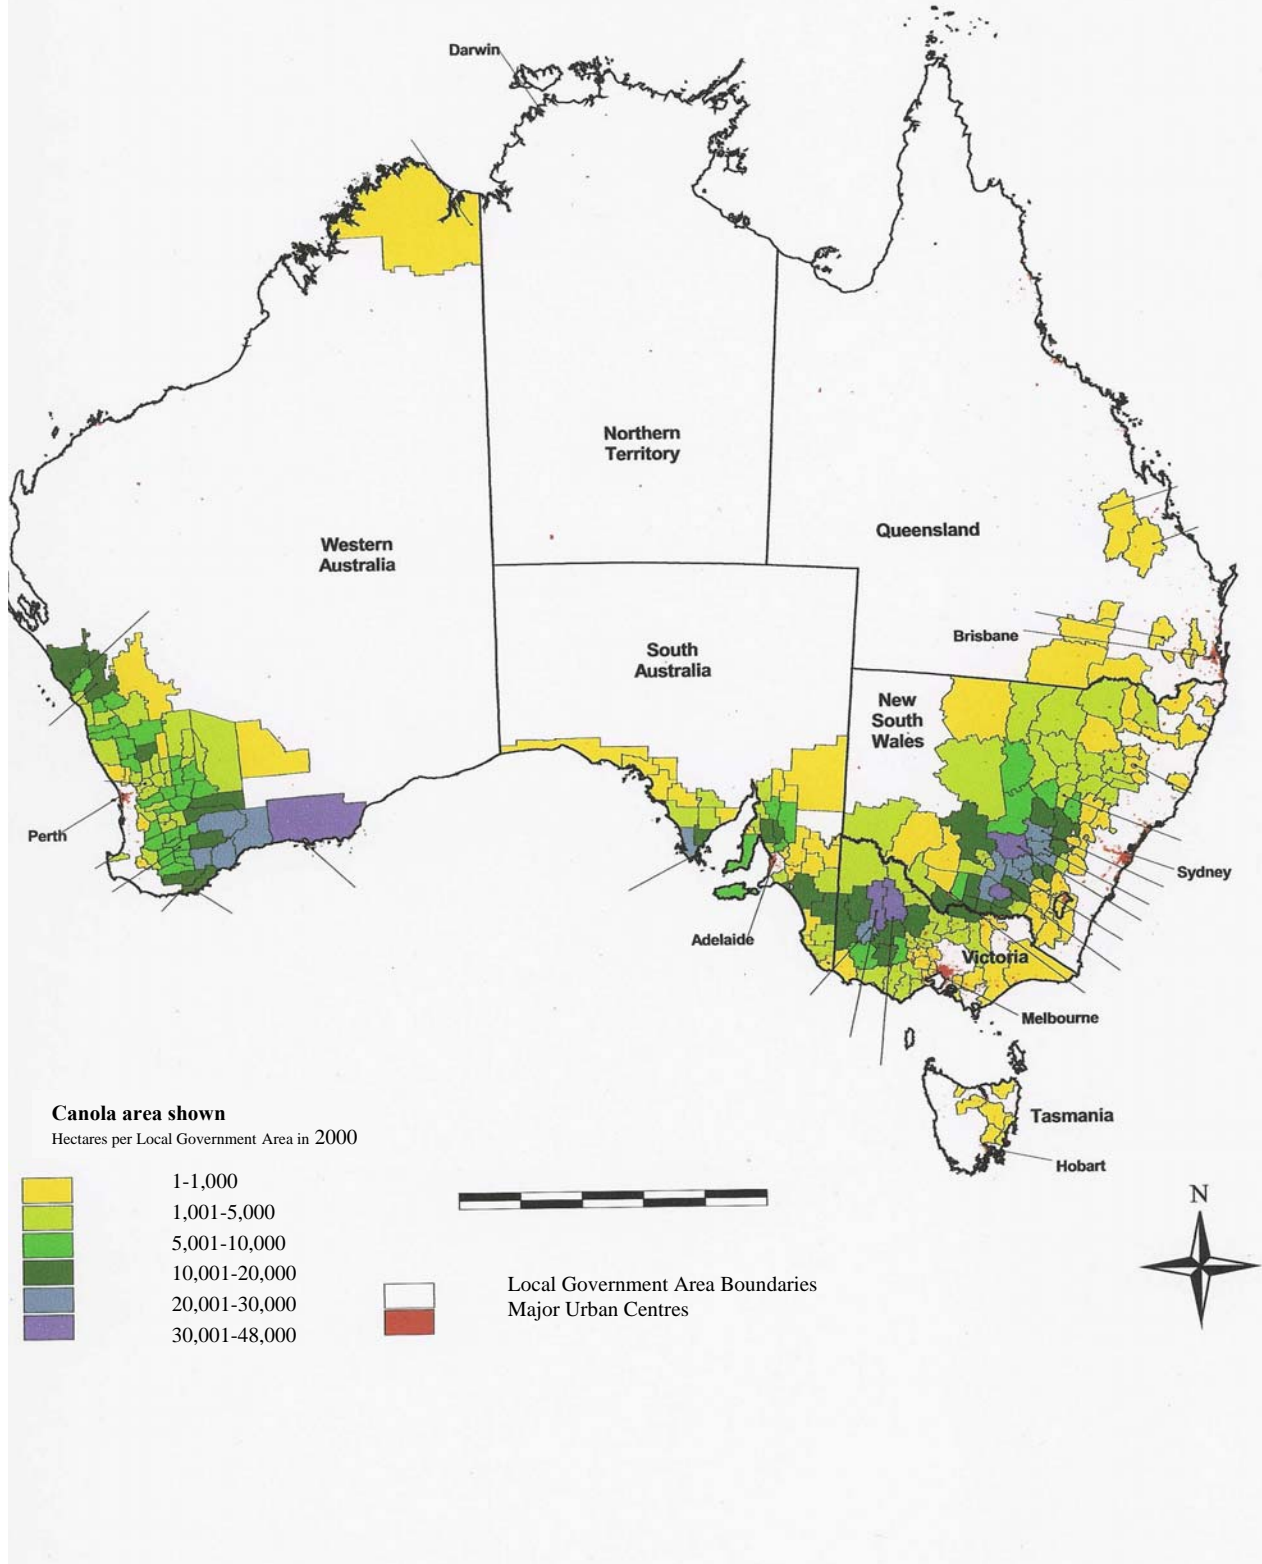 Darwin
Northern
Territory
Queensland
Western
Australia
Brisbane
South
Australia
New
South
Wales
Perth
Sydney
Adelaide
Victoria
Melbourne
Canola area shown
Hectares per Local Government Area in 2000
Tasmania
Hobart
1-1,000
1,001-5,000
5,001-10,000
10,001-20,000
20,001-30,000
30,001-48,000
N
Local Government Area Boundaries
Major Urban Centres